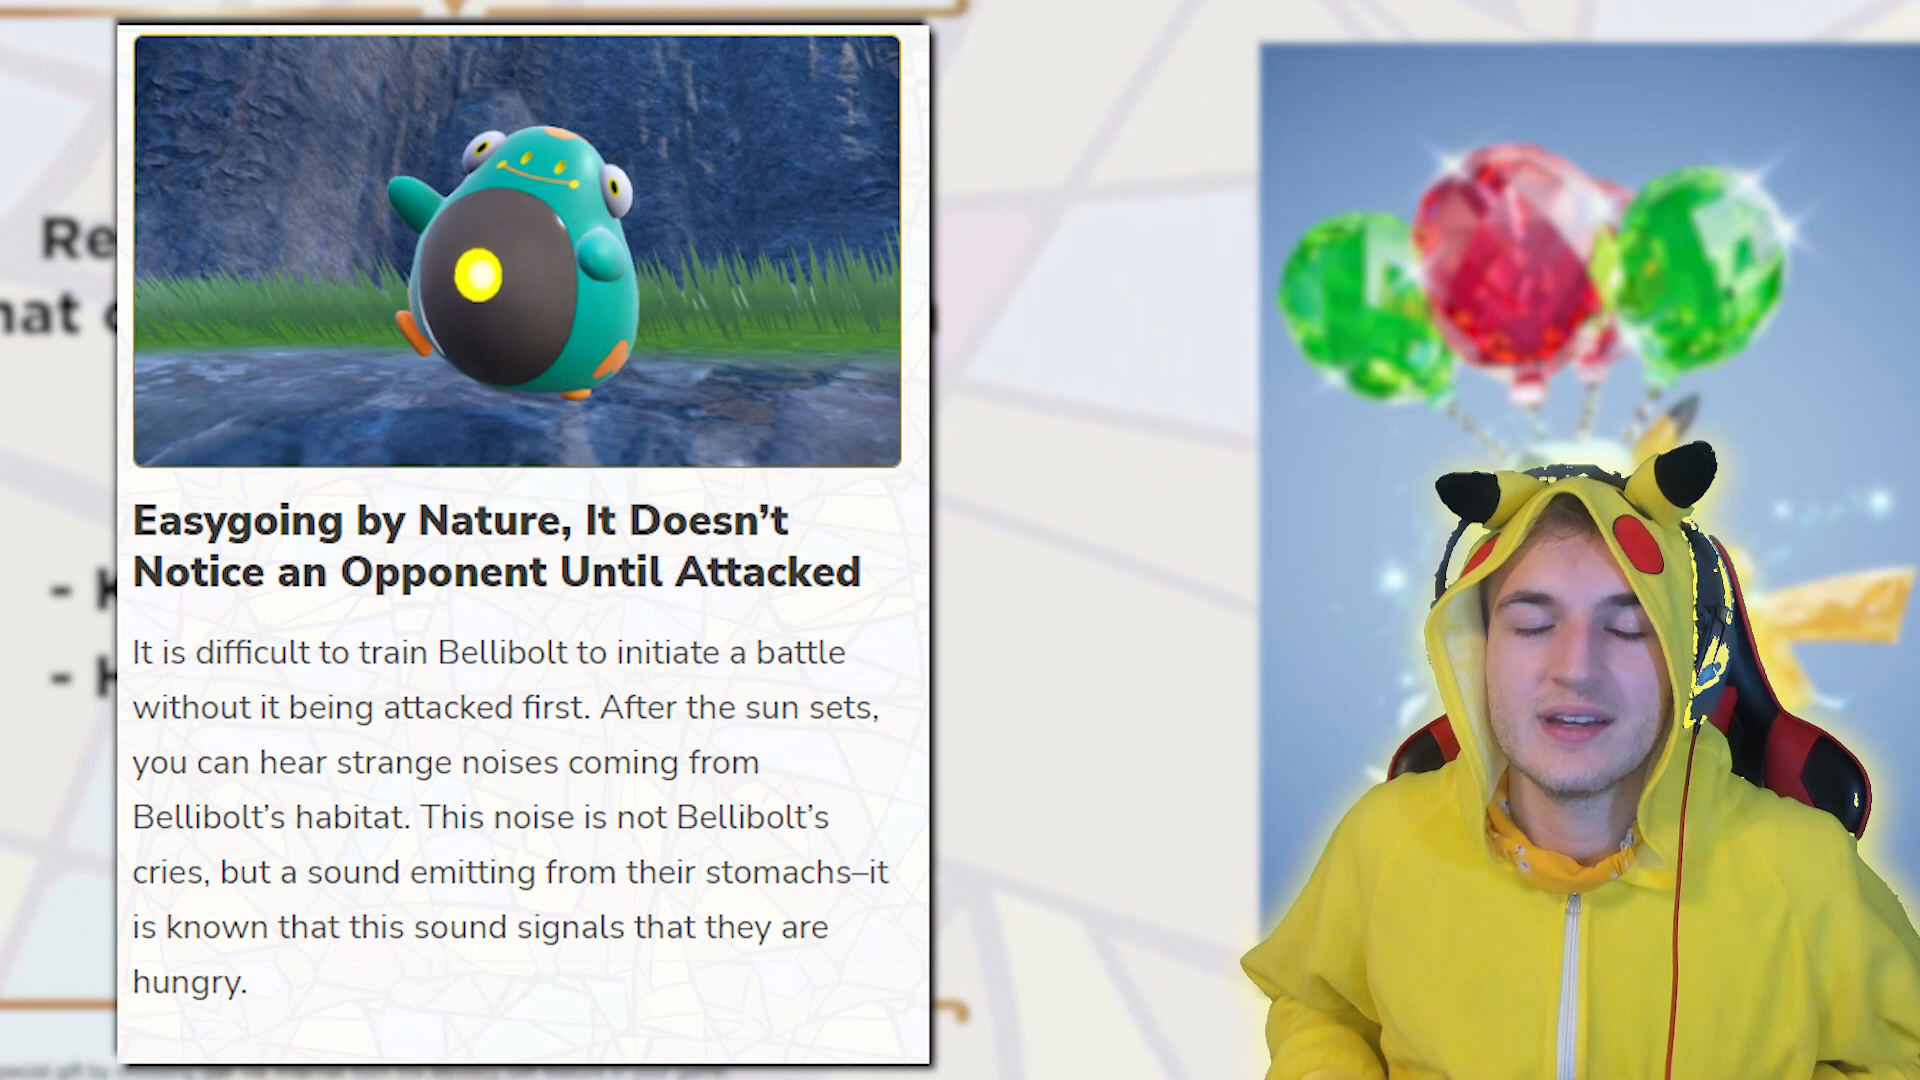 Easygoing by Nature, It Doesn’t
Notice an Opponent Until Attacked
It is difficult to train Bellibolt to initiate a battle
without it being attacked first. After the sun sets,
you can hear strange noises coming from
Bellibolt’s habitat. This noise is not Bellibolt’s
cries, but a sound emitting from their stomachs–it
is known that this sound signals that they are
hungry.